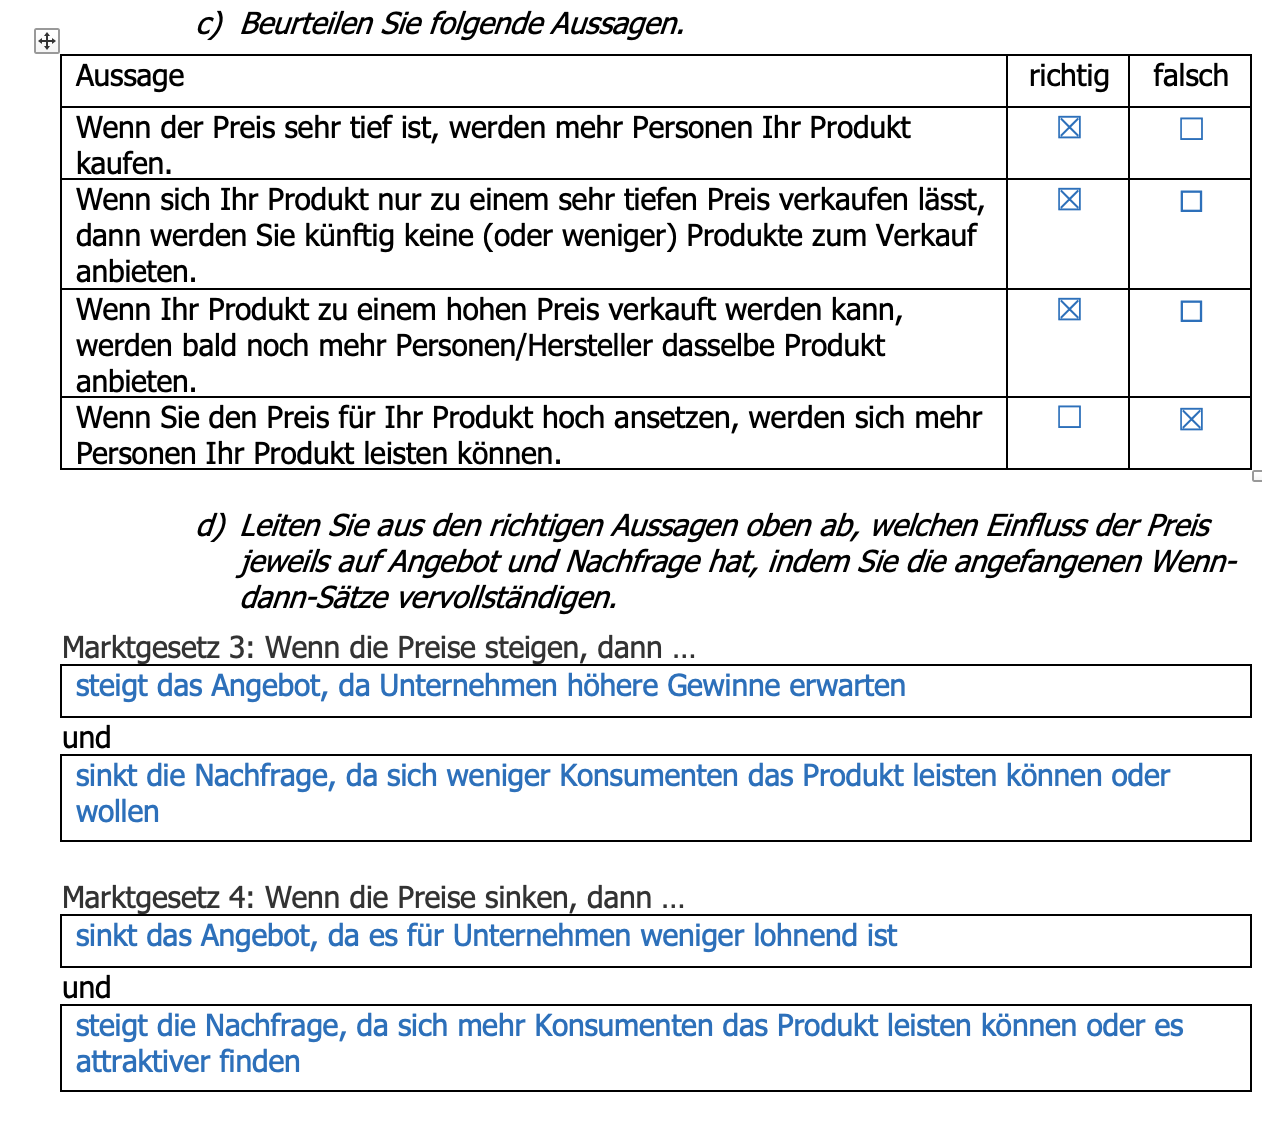 c) Beurteilen Sie folgende Aussagen.
Aussage richtig falsch
Wenn der Preis sehr tief ist, werden mehr Personen Ihr Produkt ☒ ☐
kaufen.
Wenn sich Ihr Produkt nur zu einem sehr tiefen Preis verkaufen lässt, ☒ ☐
dann werden Sie künftig keine (oder weniger) Produkte zum Verkauf
anbieten.
Wenn Ihr Produkt zu einem hohen Preis verkauft werden kann, ☒ ☐
werden bald noch mehr Personen/Hersteller dasselbe Produkt
anbieten.
Wenn Sie den Preis für Ihr Produkt hoch ansetzen, werden sich mehr ☐ ☒
Personen Ihr Produkt leisten können.
d) Leiten Sie aus den richtigen Aussagen oben ab, welchen Einfluss der Preis
jeweils auf Angebot und Nachfrage hat, indem Sie die angefangenen Wenn-
dann-Sätze vervollständigen.
Marktgesetz 3: Wenn die Preise steigen, dann …
steigt das Angebot, da Unternehmen höhere Gewinne erwarten
und
sinkt die Nachfrage, da sich weniger Konsumenten das Produkt leisten können oder
wollen
Marktgesetz 4: Wenn die Preise sinken, dann …
sinkt das Angebot, da es für Unternehmen weniger lohnend ist
und
steigt die Nachfrage, da sich mehr Konsumenten das Produkt leisten können oder es
attraktiver finden